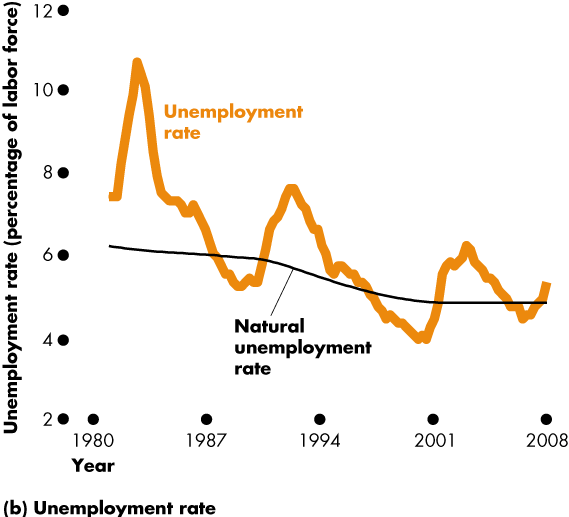 Unemployment rate (percentage of labor force)
12
10
8
6
4
2
Unemployment
rate
Natural
unemployment
rate
1980
1987
1994
2001
2008
Year
(b) Unemployment rate